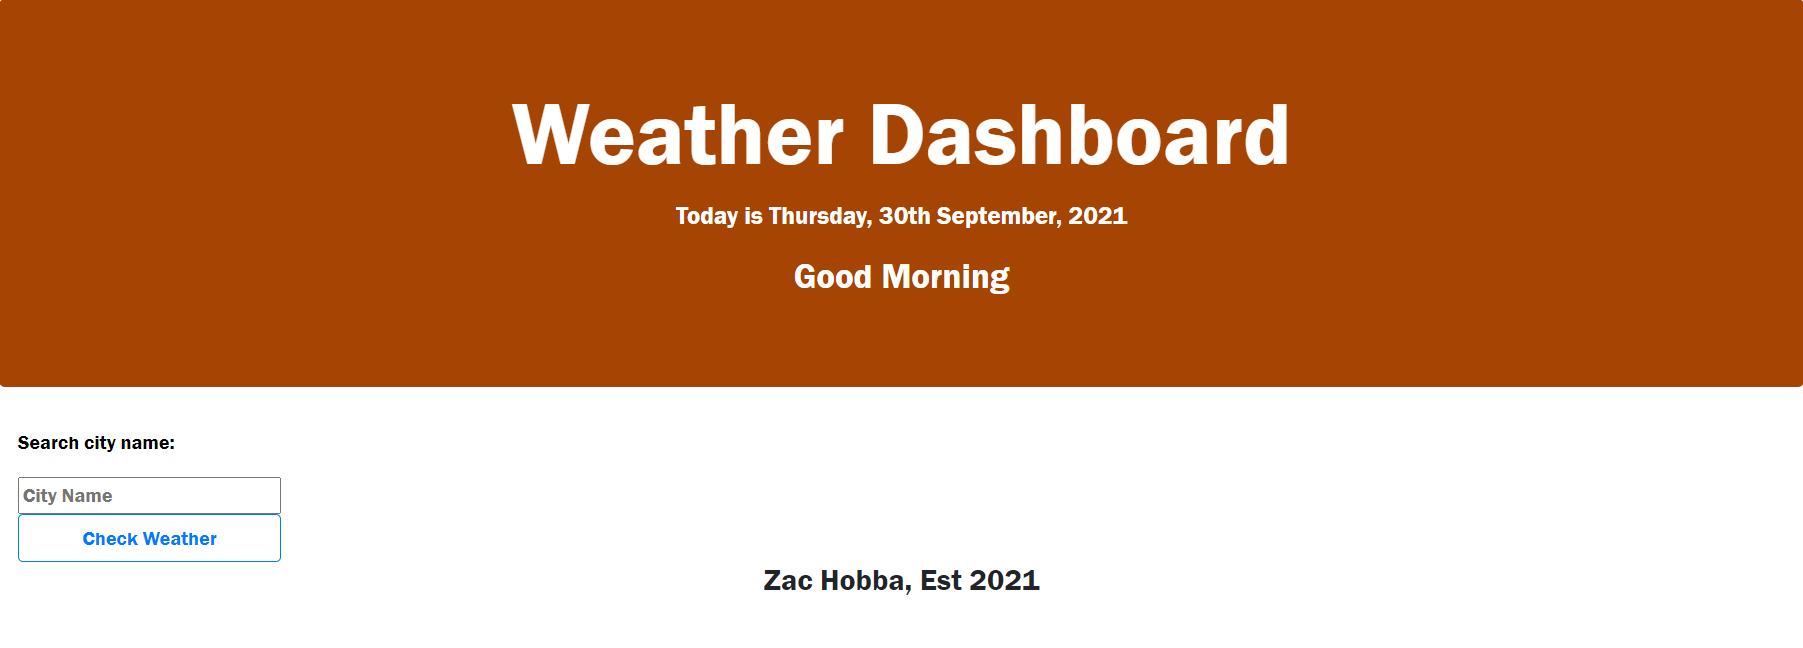 Weather Dashboard
Today is Thursday, 30th September, 2021
Good Morning
Search city name:
City Name
Check Weather
Zac Hobba, Est 2021